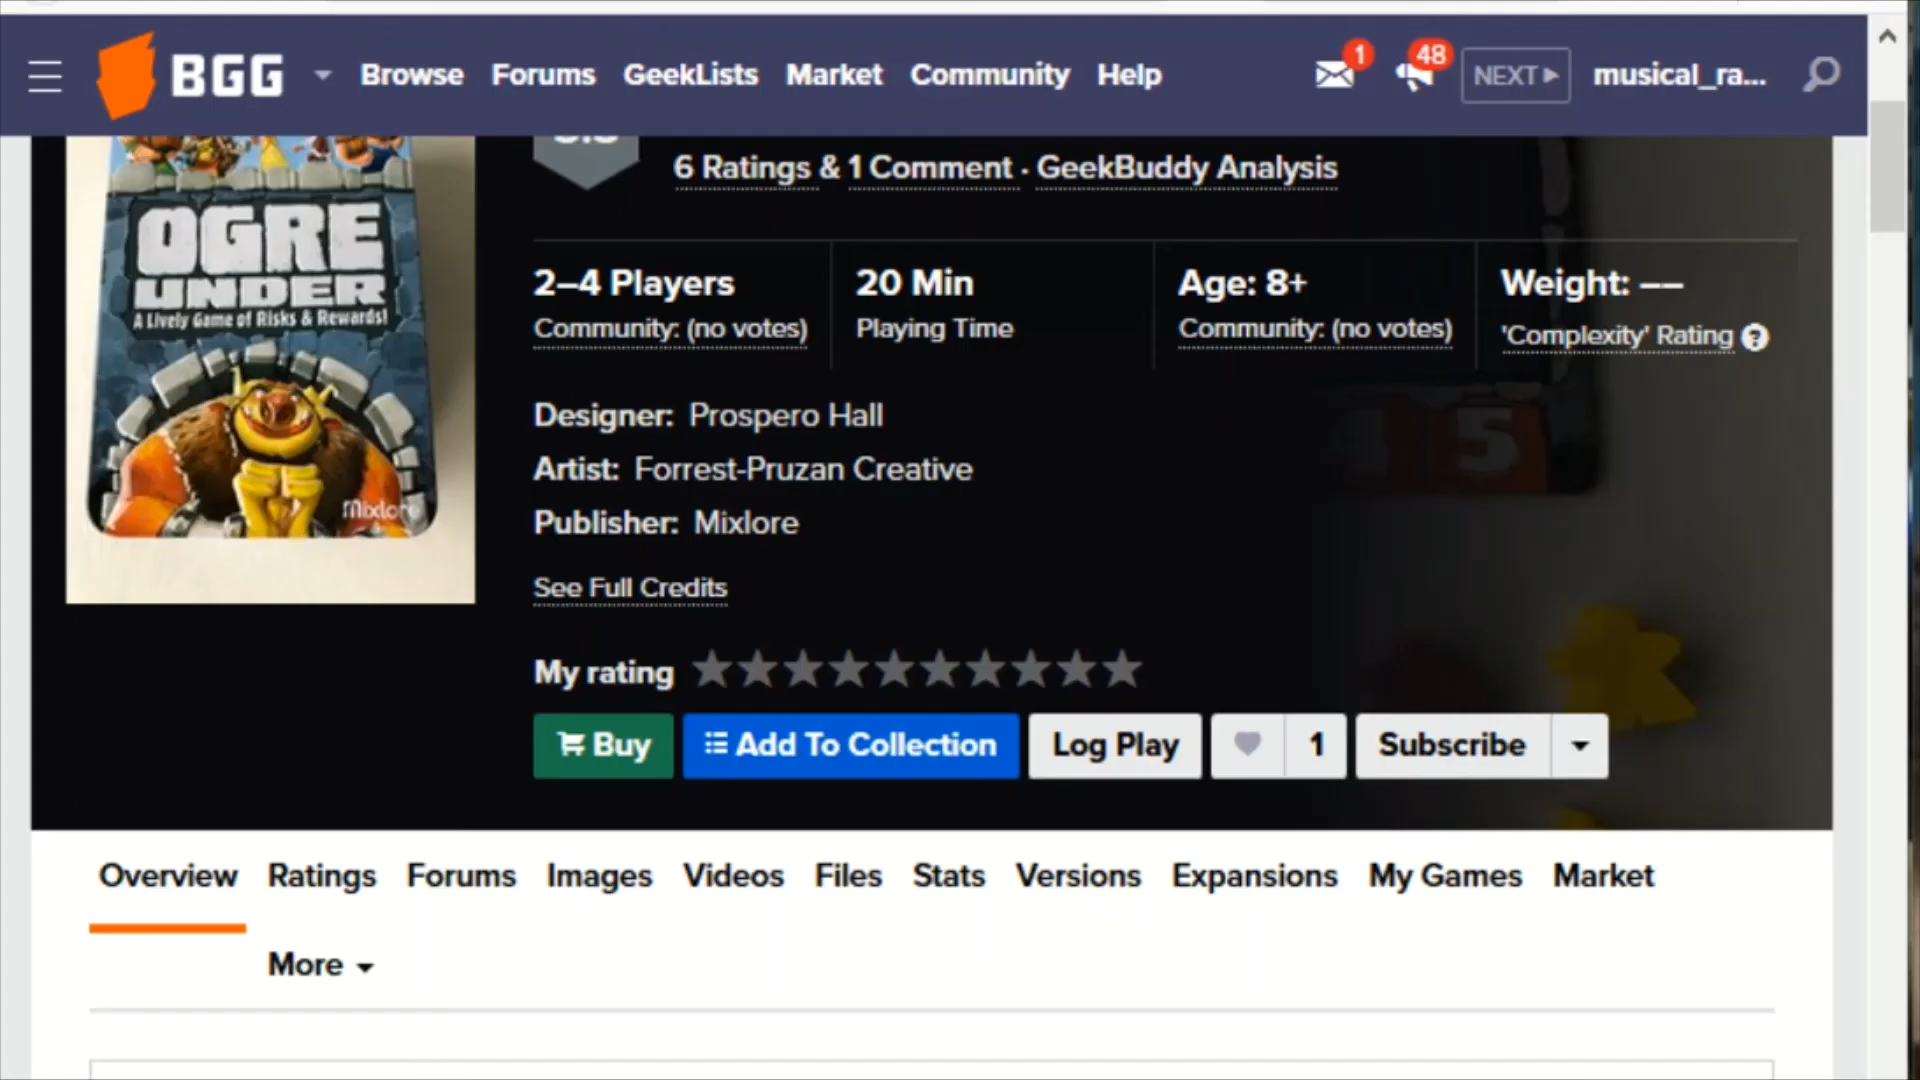 BGG Browse Forums GeekLists Market Community Help 1 48 NEXT▶ musical_ra...
6 Ratings & 1 Comment · GeekBuddy Analysis
OGRE
UNDER
A Lively Game of Risks & Rewards!
Mixlore
2–4 Players
Community: (no votes)
20 Min
Playing Time
Age: 8+
Community: (no votes)
Weight: ––
'Complexity' Rating ?
5
Designer: Prospero Hall
Artist: Forrest-Pruzan Creative
Publisher: Mixlore
See Full Credits
My rating
Buy Add To Collection Log Play 1 Subscribe
Overview Ratings Forums Images Videos Files Stats Versions Expansions My Games Market
More